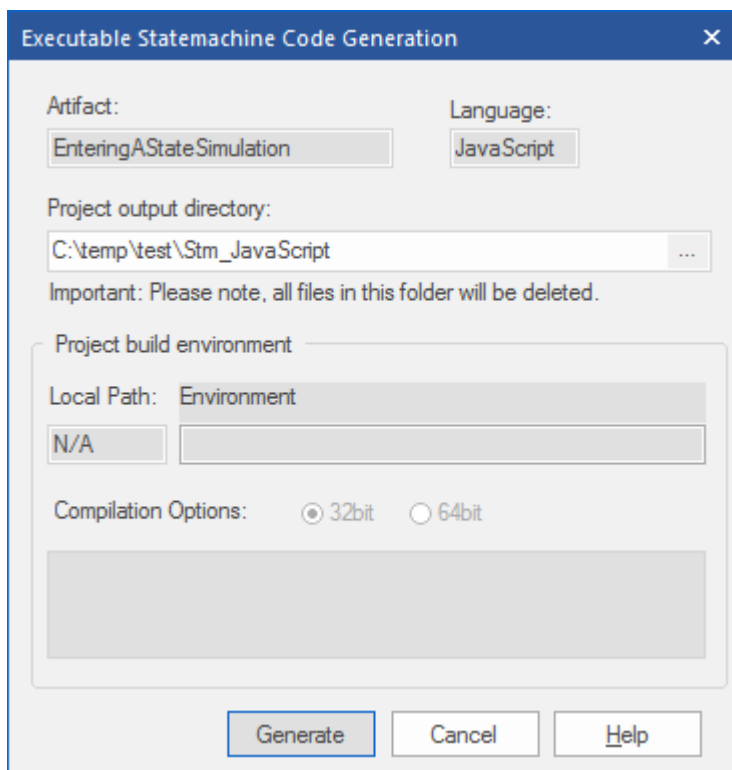 Executable Statemachine Code Generation
Artifact:
Language:
EnteringAStateSimulation
JavaScript
Project output directory:
C:\temp\test\Stm_JavaScript
...
Important: Please note, all files in this folder will be deleted.
Project build environment
Local Path:
Environment
N/A
Compilation Options:
32bit
64bit
Generate
Cancel
Help